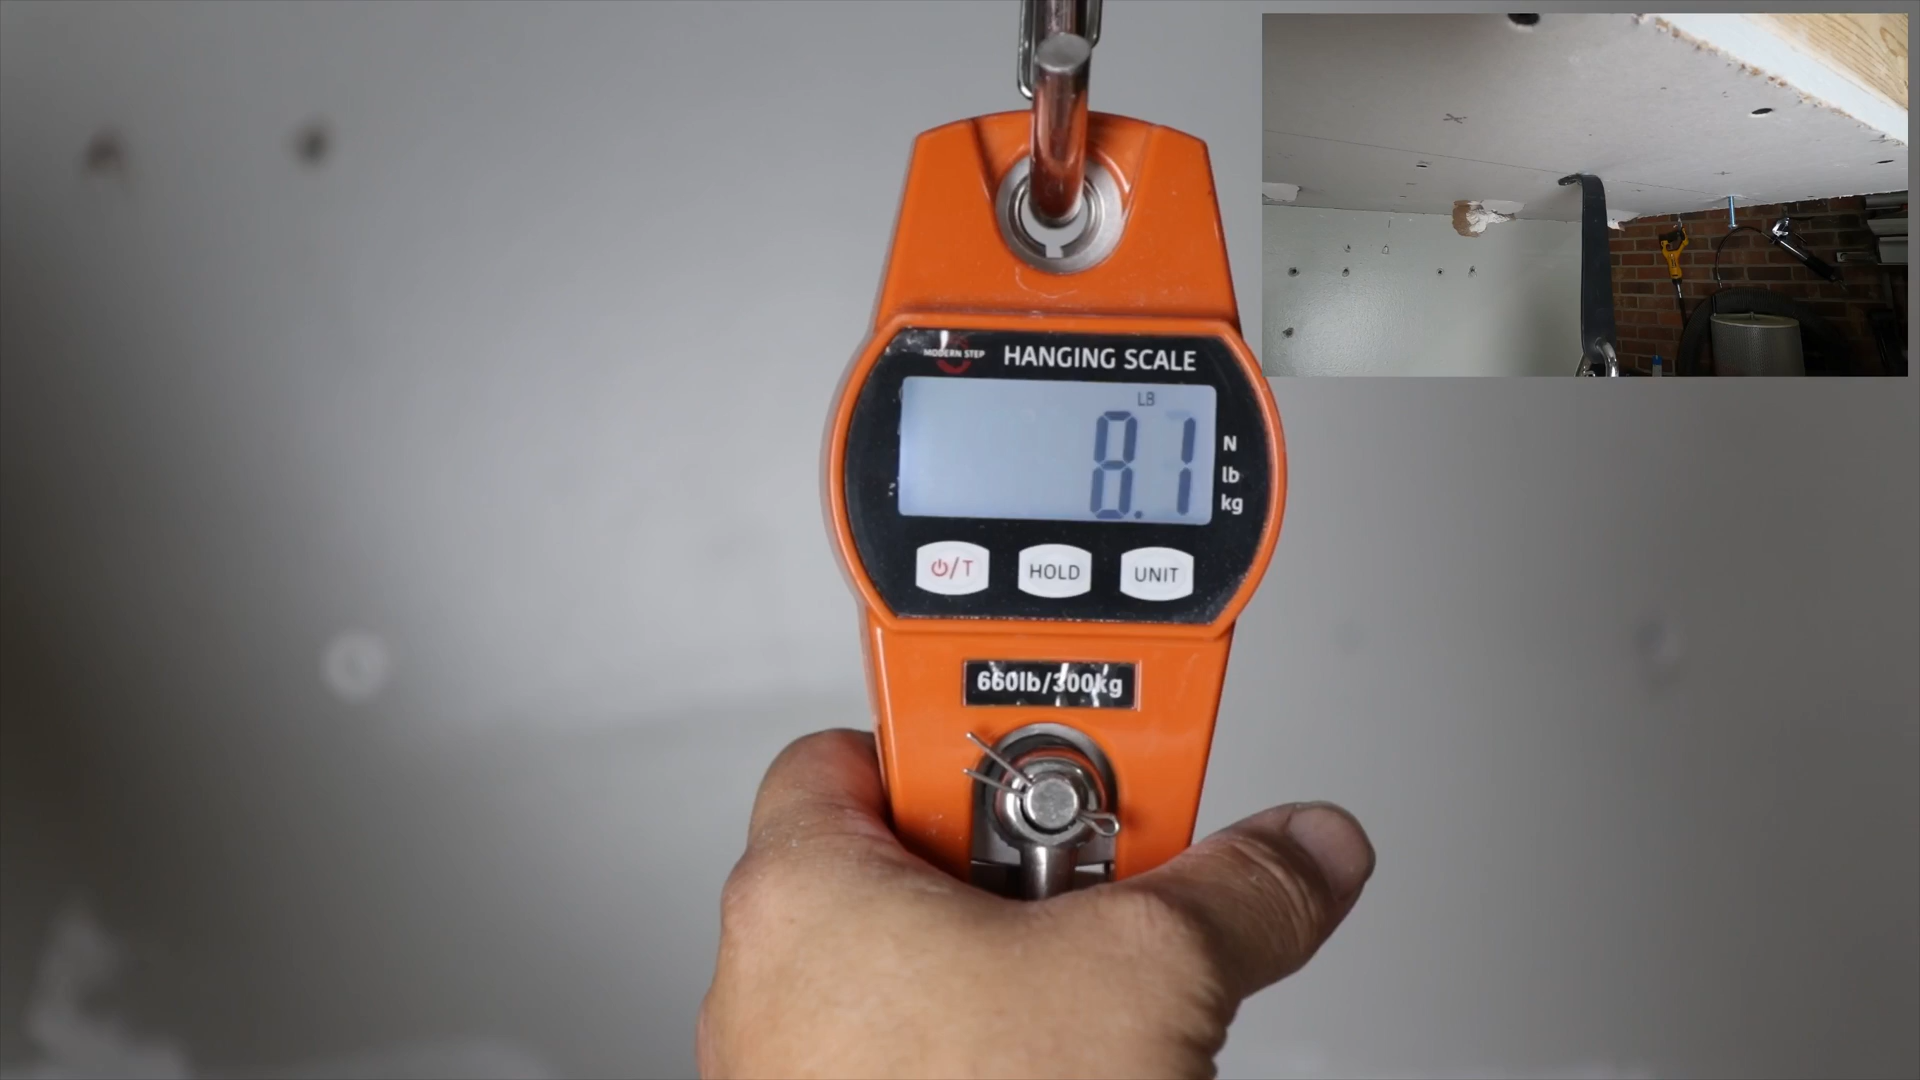 MODERN STEP
HANGING SCALE
LB
8.1
N
lb
kg
⏻/T
HOLD
UNIT
660lb/300kg